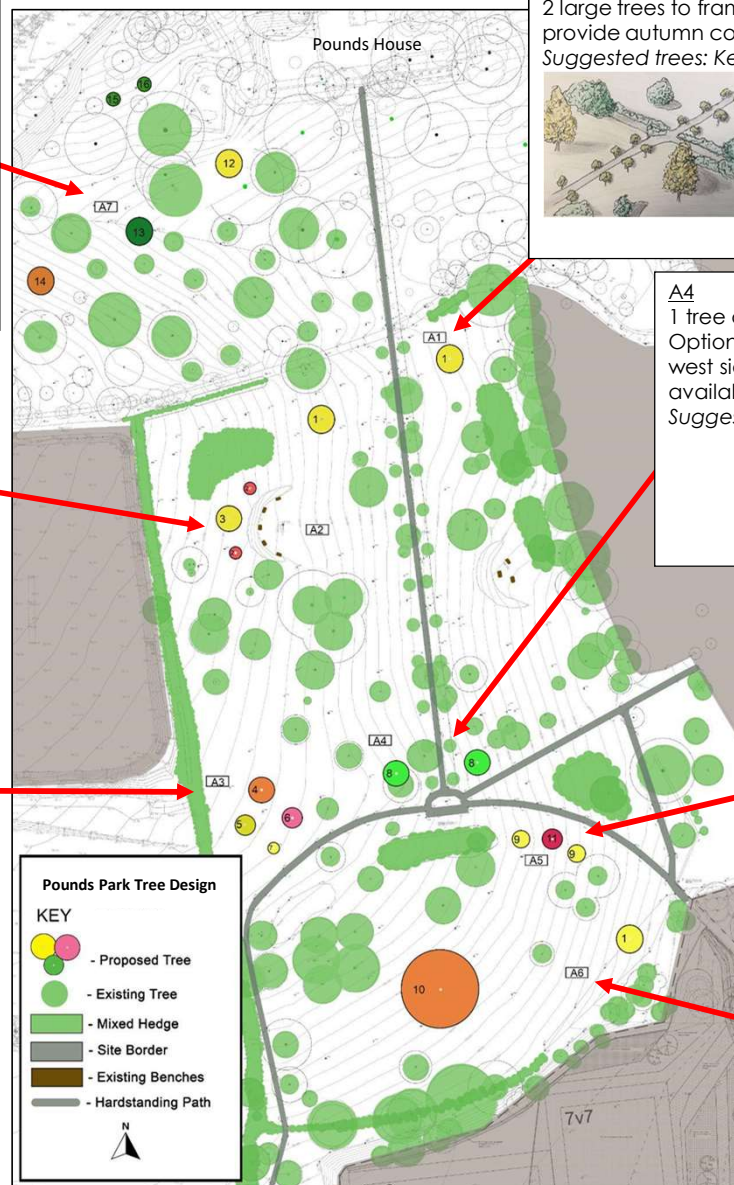 2 large trees to fram
provide autumn co
Suggested trees: Ke
Pounds House
16
15
12
A7
13
14
A4
1 tree o
Option
west sid
availab
Sugges
A1
1
1
3
A2
A4
8
8
A3
4
5
6
7
9
11
9
A5
1
A6
10
Pounds Park Tree Design
KEY
- Proposed Tree
- Existing Tree
- Mixed Hedge
- Site Border
- Existing Benches
- Hardstanding Path
N
7v7